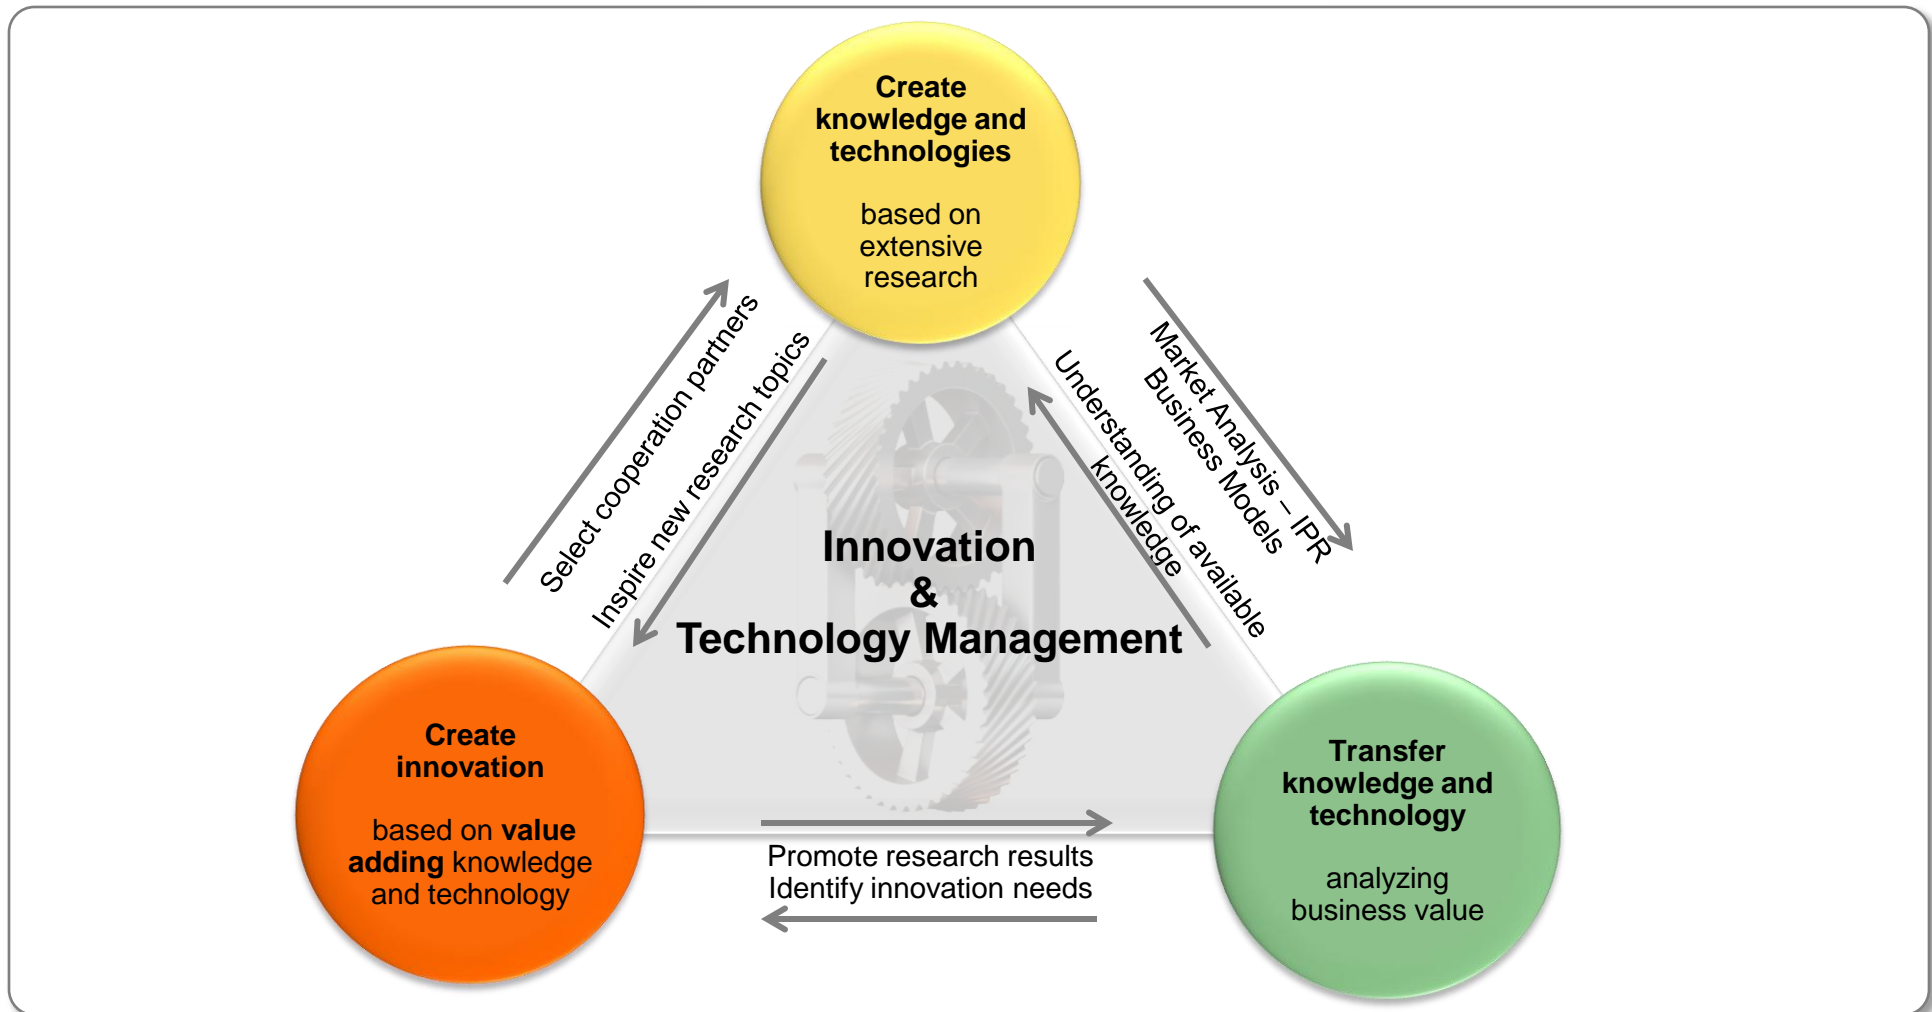 Create
knowledge and
technologies
based on
extensive
research
Select cooperation partners
Inspire new research topics
Understanding of available
knowledge
Market Analysis – IPR
Business Models
Innovation
&
Technology Management
Create
innovation
based on value
adding knowledge
and technology
Promote research results
Identify innovation needs
Transfer
knowledge and
technology
analyzing
business value